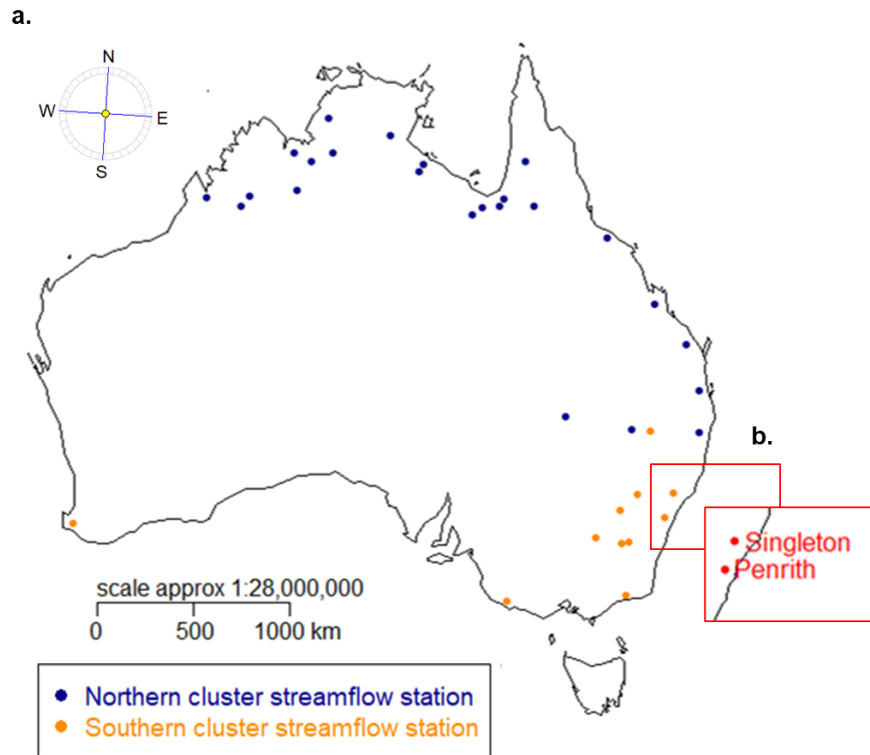 a.
N
W
E
S
b.
Singleton
Penrith
scale approx 1:28,000,000
0 500 1000 km
Northern cluster streamflow station
Southern cluster streamflow station